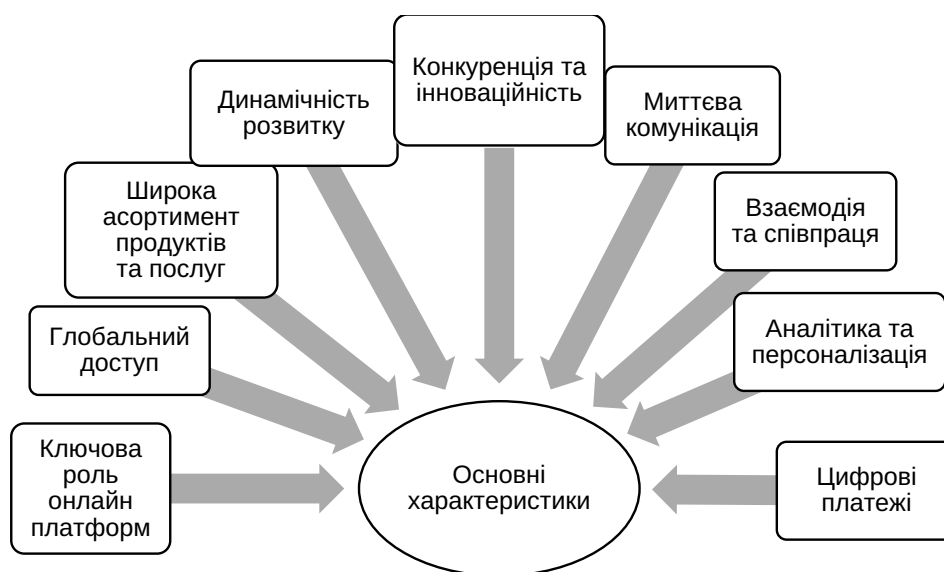 Конкуренція та
інноваційність
Динамічність
розвитку
Миттєва
комунікація
Широка
асортимент
продуктів
та послуг
Взаємодія
та співпраця
Глобальний
доступ
Аналітика та
персоналізація
Ключова
роль
онлайн
платформ
Основні
характеристики
Цифрові
платежі